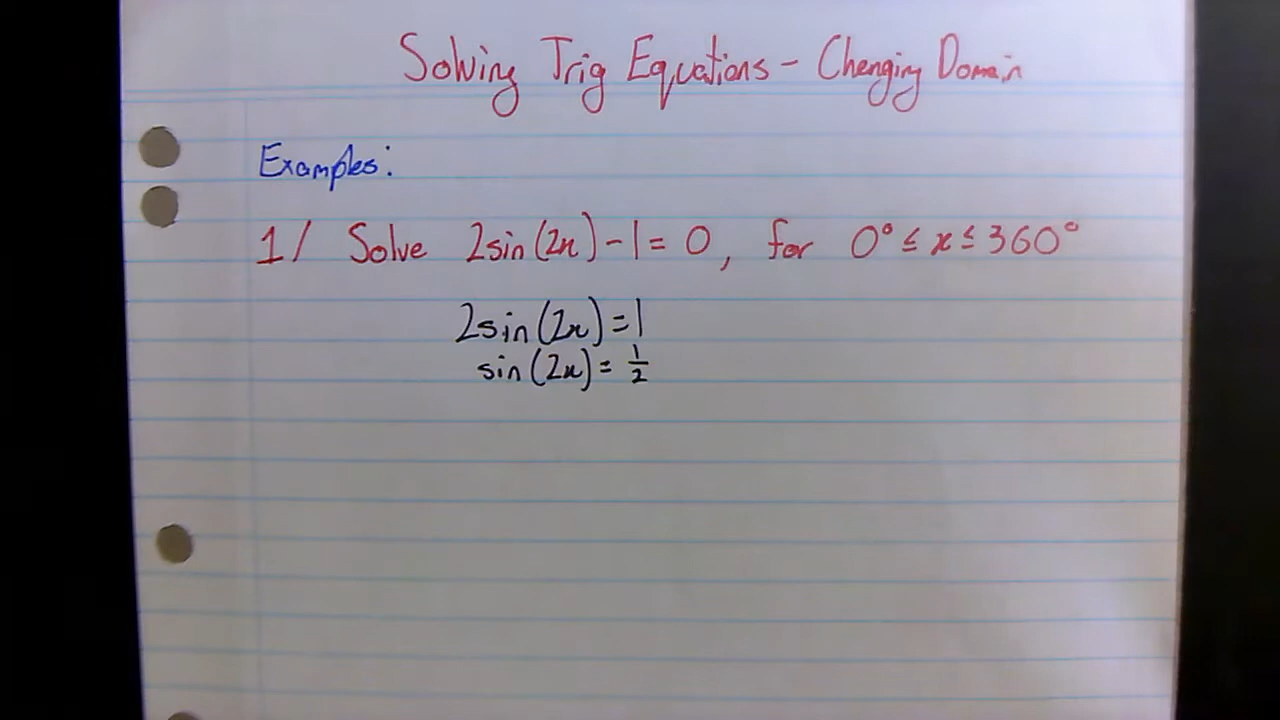 Solving Trig Equations - Changing Domain
Examples:
1/ Solve 2sin(2x)-1=0, for 0°≤x≤360°
2sin(2x)=1
sin(2x)=1/2